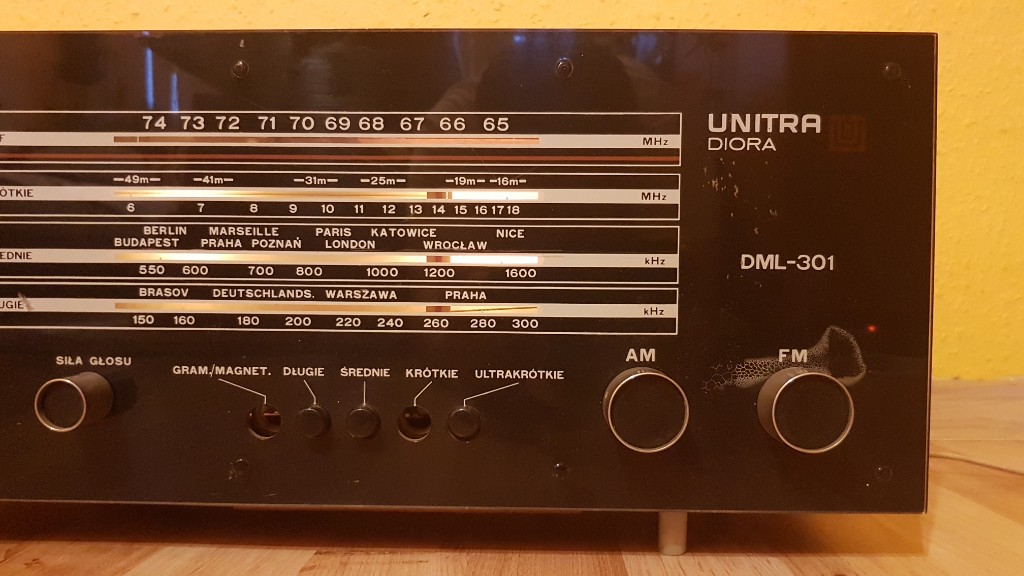 74 73 72 71 70 69 68 67 66 65
F MHz
UNITRA
DIORA
49m 41m 31m 25m 19m 16m
ÓTKIE MHz
6 7 8 9 10 11 12 13 14 15 16 17 18
BERLIN MARSEILLE PARIS KATOWICE NICE
BUDAPEST PRAHA POZNAŃ LONDON WROCŁAW
EDNIE kHz
550 600 700 800 1000 1200 1600
DML-301
BRASOV DEUTSCHLANDS. WARSZAWA PRAHA
UGIE kHz
150 160 180 200 220 240 260 280 300
SIŁA GŁOSU
GRAM./MAGNET. DŁUGIE ŚREDNIE KRÓTKIE ULTRAKRÓTKIE
AM FM